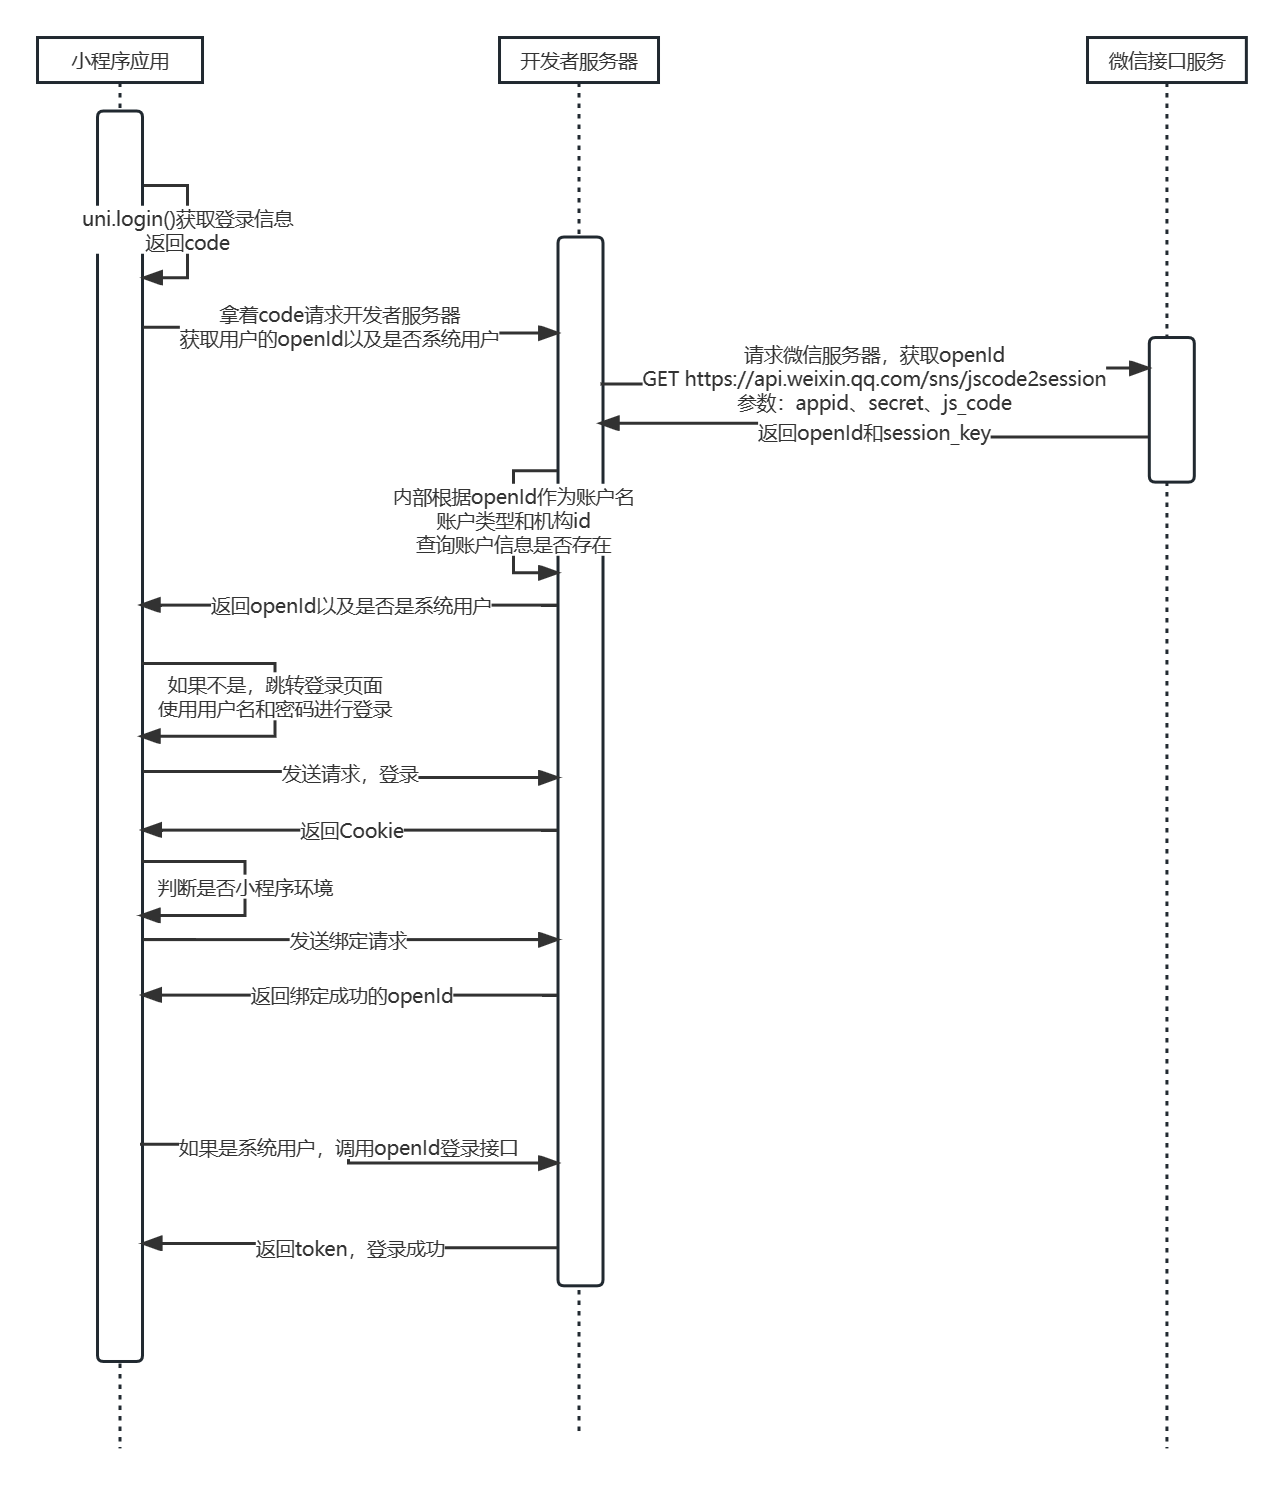 小程序应用
开发者服务器
微信接口服务
uni.login()获取登录信息
返回code
拿着code请求开发者服务器
获取用户的openId以及是否系统用户
请求微信服务器，获取openId
GET https://api.weixin.qq.com/sns/jscode2session
参数：appid、secret、js_code
返回openId和session_key
内部根据openId作为账户名
账户类型和机构id
查询账户信息是否存在
返回openId以及是否是系统用户
如果不是，跳转登录页面
使用用户名和密码进行登录
发送请求，登录
返回Cookie
判断是否小程序环境
发送绑定请求
返回绑定成功的openId
如果是系统用户，调用openId登录接口
返回token，登录成功